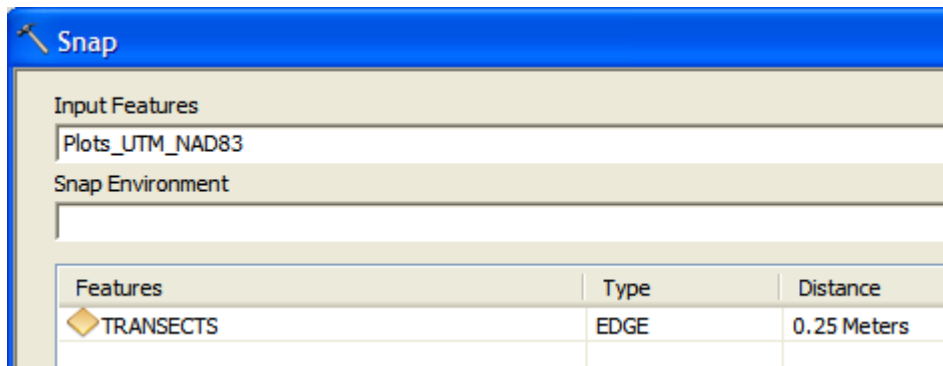 Snap
Input Features
Plots_UTM_NAD83
Snap Environment
Features Type Distance
TRANSECTS EDGE 0.25 Meters